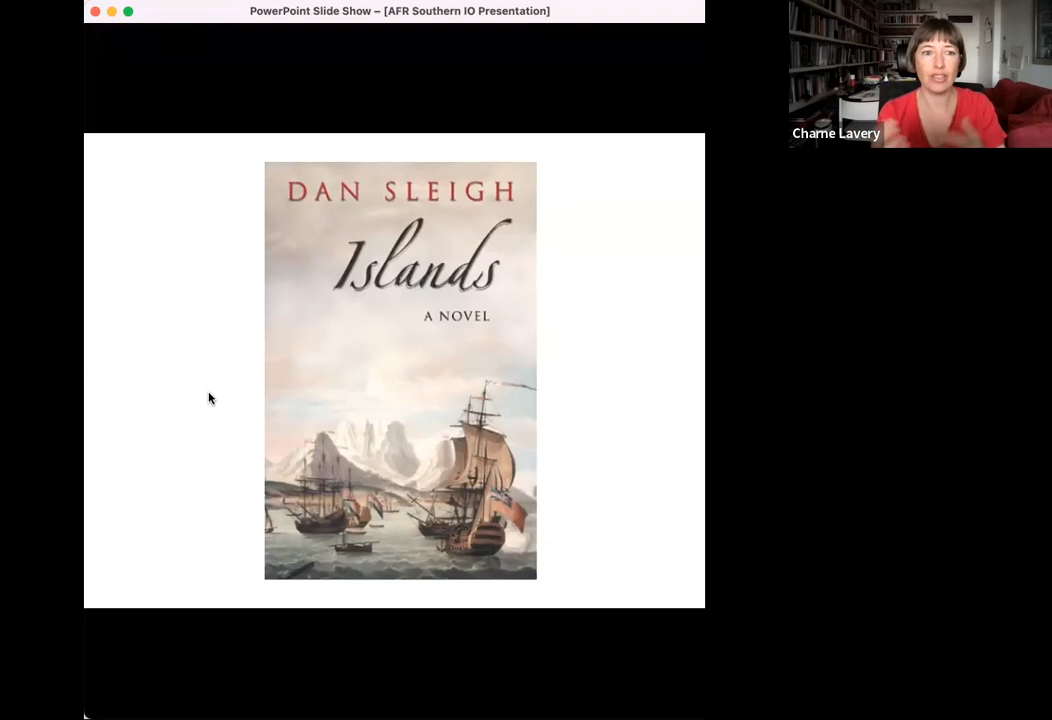 PowerPoint Slide Show – [AFR Southern IO Presentation]
Charne Lavery
DAN SLEIGH
Islands
A NOVEL